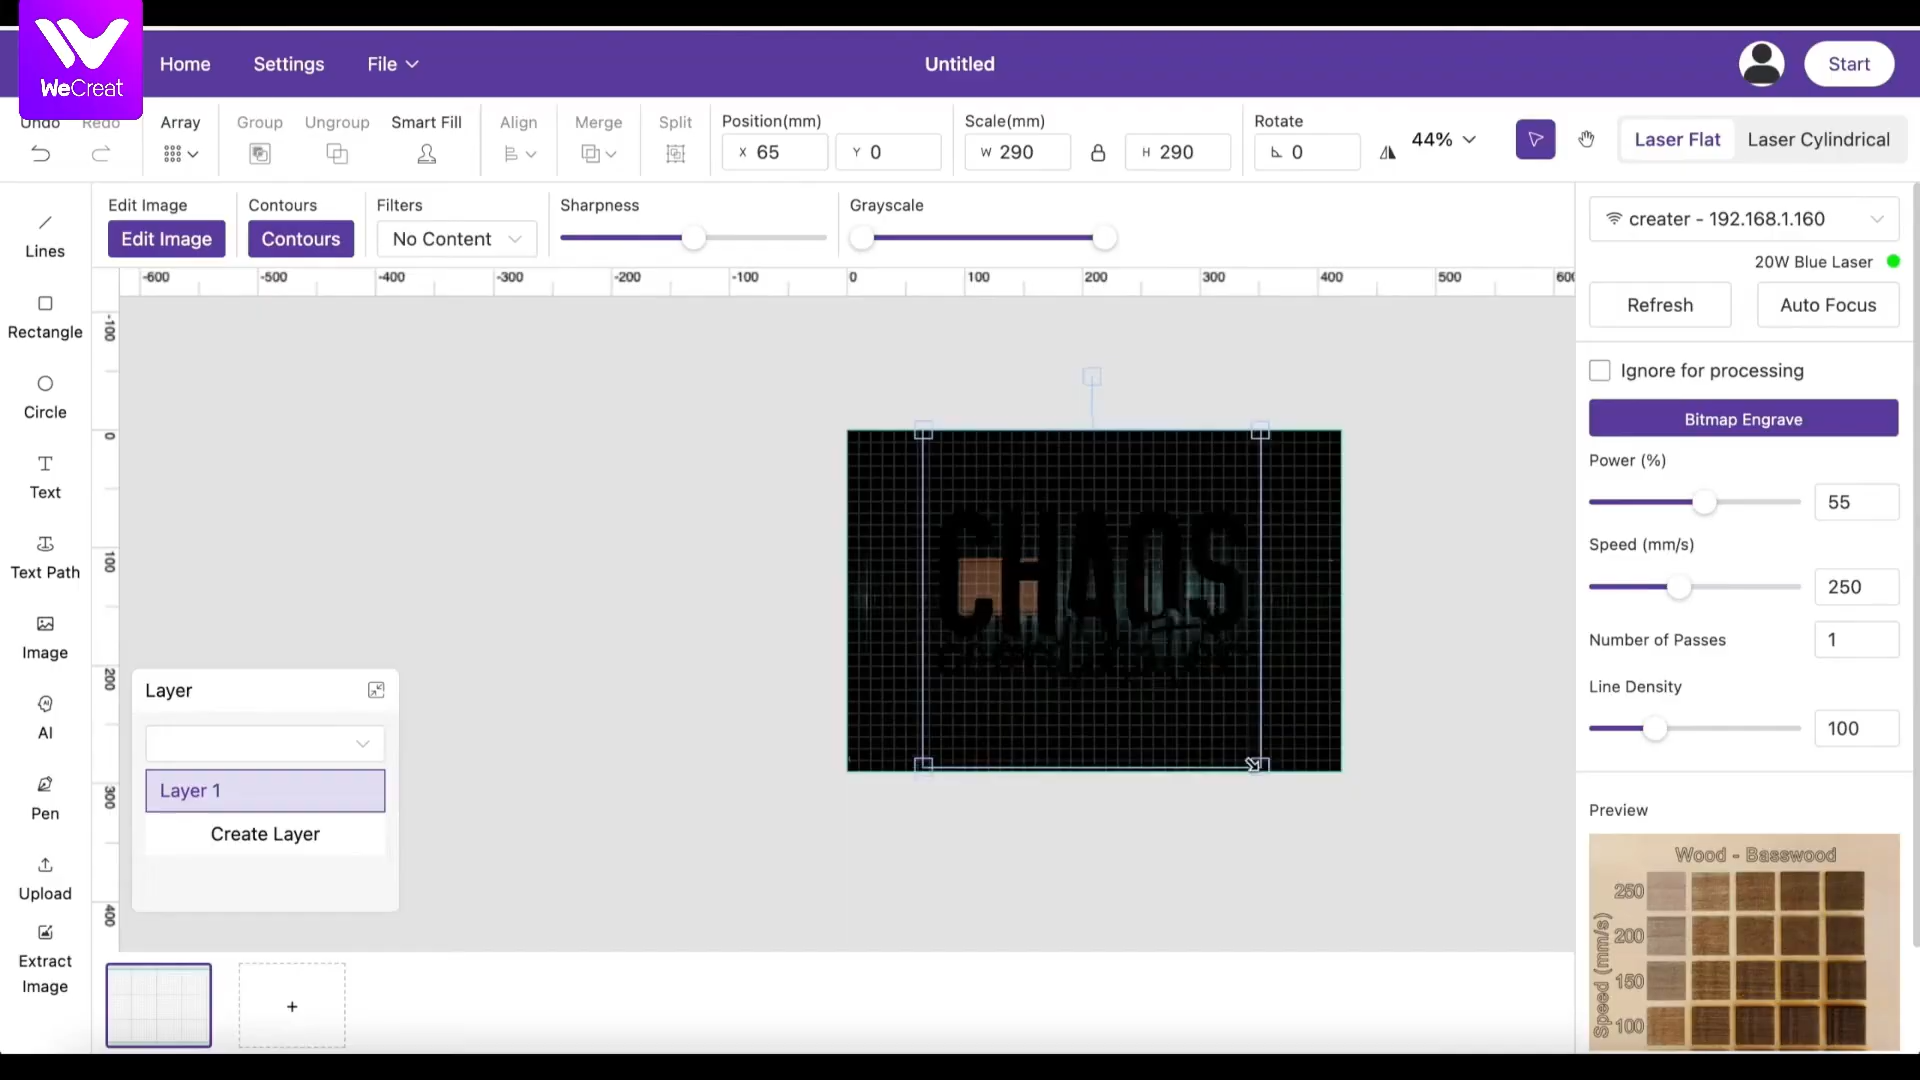 WeCreat
Home
Settings
File
Untitled
Start
Undo
Redo
Array
Group
Ungroup
Smart Fill
Align
Merge
Split
Position(mm)
X 65
Y 0
Scale(mm)
W 290
H 290
Rotate
0
44%
Laser Flat
Laser Cylindrical
Edit Image
Contours
Filters
Sharpness
Grayscale
Edit Image
Contours
No Content
creater - 192.168.1.160
20W Blue Laser
Refresh
Auto Focus
Ignore for processing
Bitmap Engrave
Power (%)
55
Speed (mm/s)
250
Number of Passes
1
Line Density
100
Preview
Wood - Basswood
250
200
150
100
Speed (mm/s)
Lines
Rectangle
Circle
Text
Text Path
Image
AI
Pen
Upload
Extract
Image
-600 -500 -400 -300 -200 -100 0 100 200 300 400 500 600
-100
0
100
200
300
400
CHAOS
Layer
Layer 1
Create Layer
+